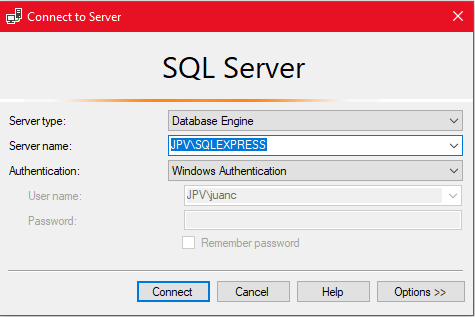 Connect to Server
SQL Server
Server type: Database Engine
Server name: JPV\SQLEXPRESS
Authentication: Windows Authentication
User name: JPV\juanc
Password:
Remember password
Connect Cancel Help Options >>